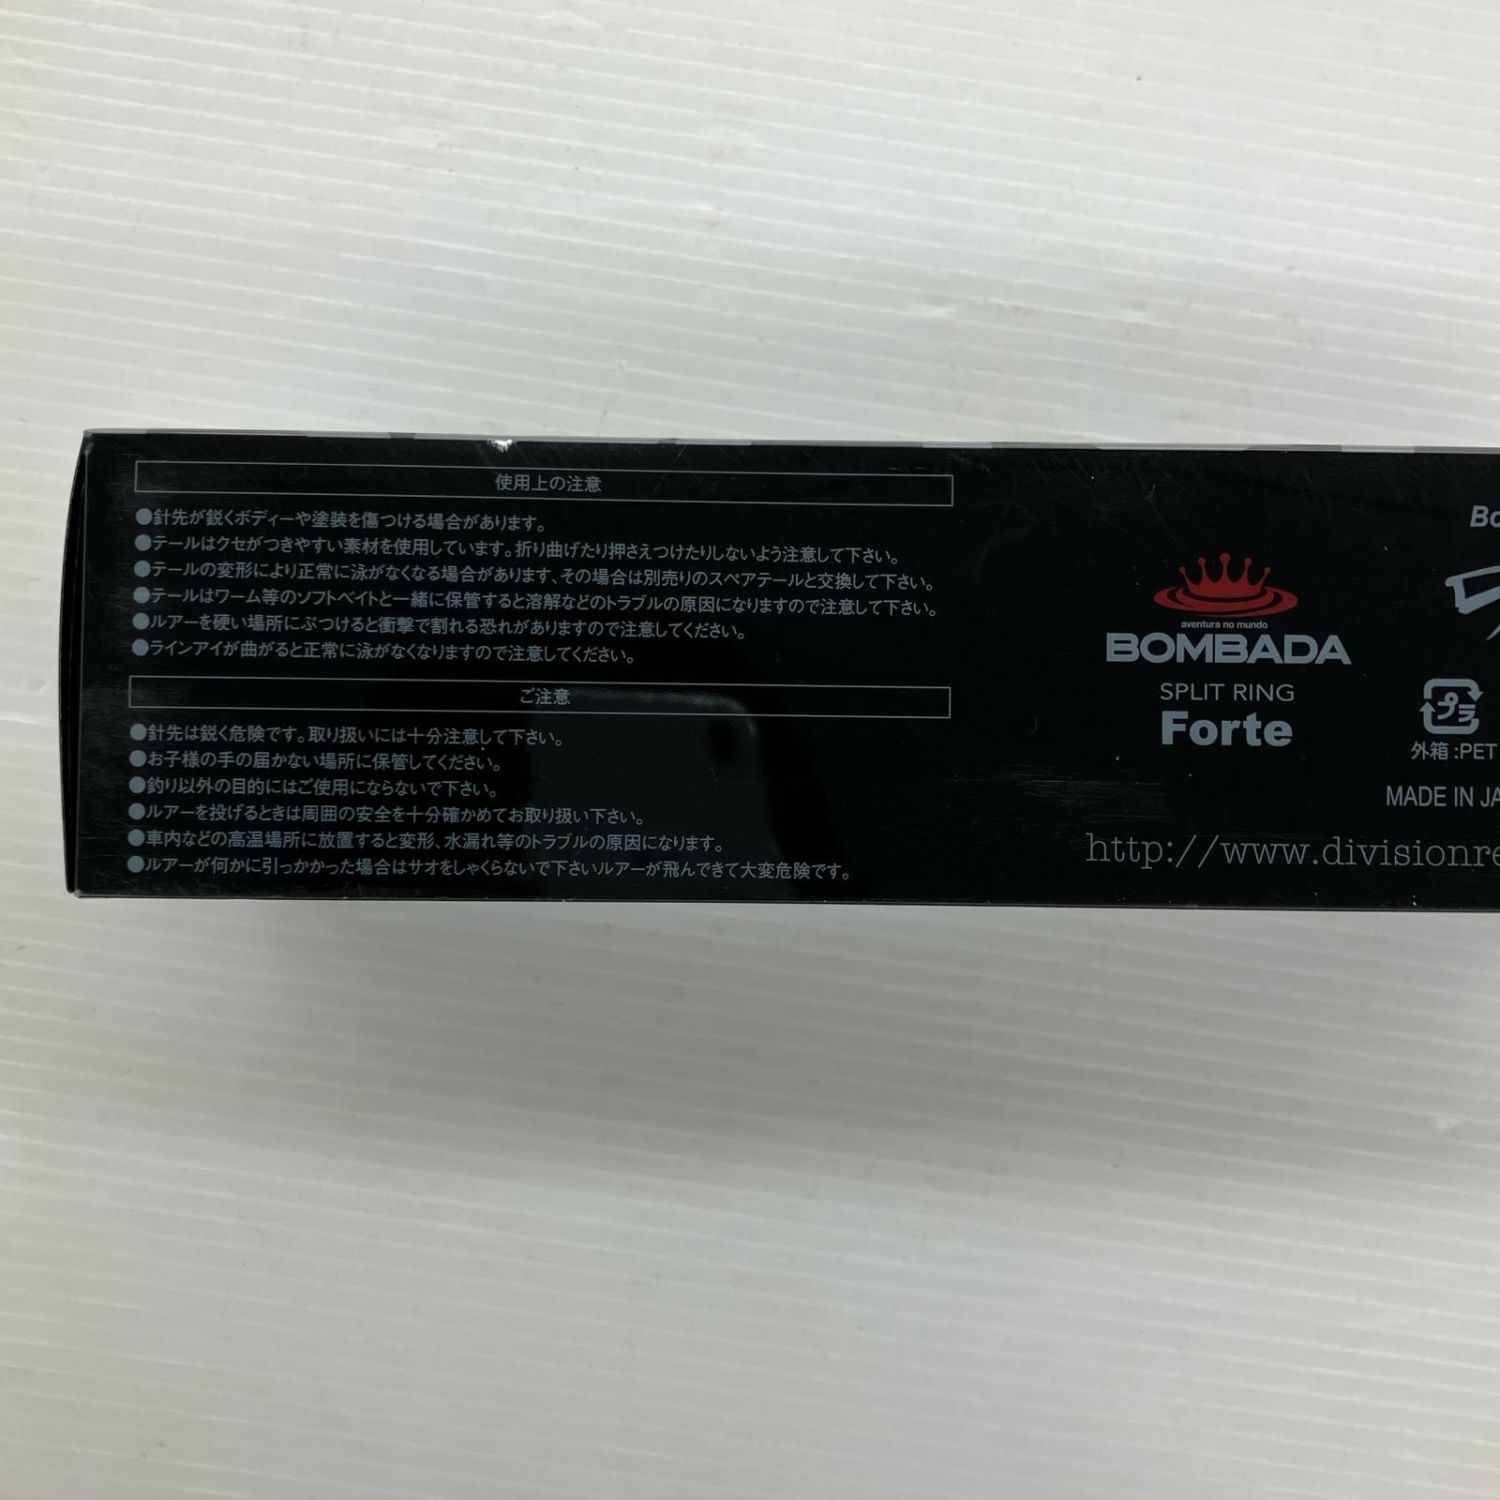 使用上の注意
●針先が鋭くボディーや塗装を傷つける場合があります。
●テールはクセがつきやすい素材を使用しています。折り曲げたり押さえつけたりしないよう注意して下さい。
●テールの変形により正常に泳がなくなる場合があります、その場合は別売りのスペアテールと交換して下さい。
●テールはワーム等のソフトベイトと一緒に保管すると溶解などのトラブルの原因になりますので注意して下さい。
●ルアーを硬い場所にぶつけると衝撃で割れる恐れがありますので注意してください。
●ラインアイが曲がると正常に泳がなくなりますので注意してください。
ご注意
●針先は鋭く危険です。取り扱いには十分注意して下さい。
●お子様の手の届かない場所に保管してください。
●釣り以外の目的にはご使用にならないで下さい。
●ルアーを投げるときは周囲の安全を十分確かめてお取り扱い下さい。
●車内などの高温場所に放置すると変形、水漏れ等のトラブルの原因になります。
●ルアーが何かに引っかかった場合はサオをしゃくらないで下さいルアーが飛んできて大変危険です。
aventura no mundo
BOMBADA
SPLIT RING
Forte
Bo
プラ
外箱:PET
MADE IN JA
http://www.divisionre